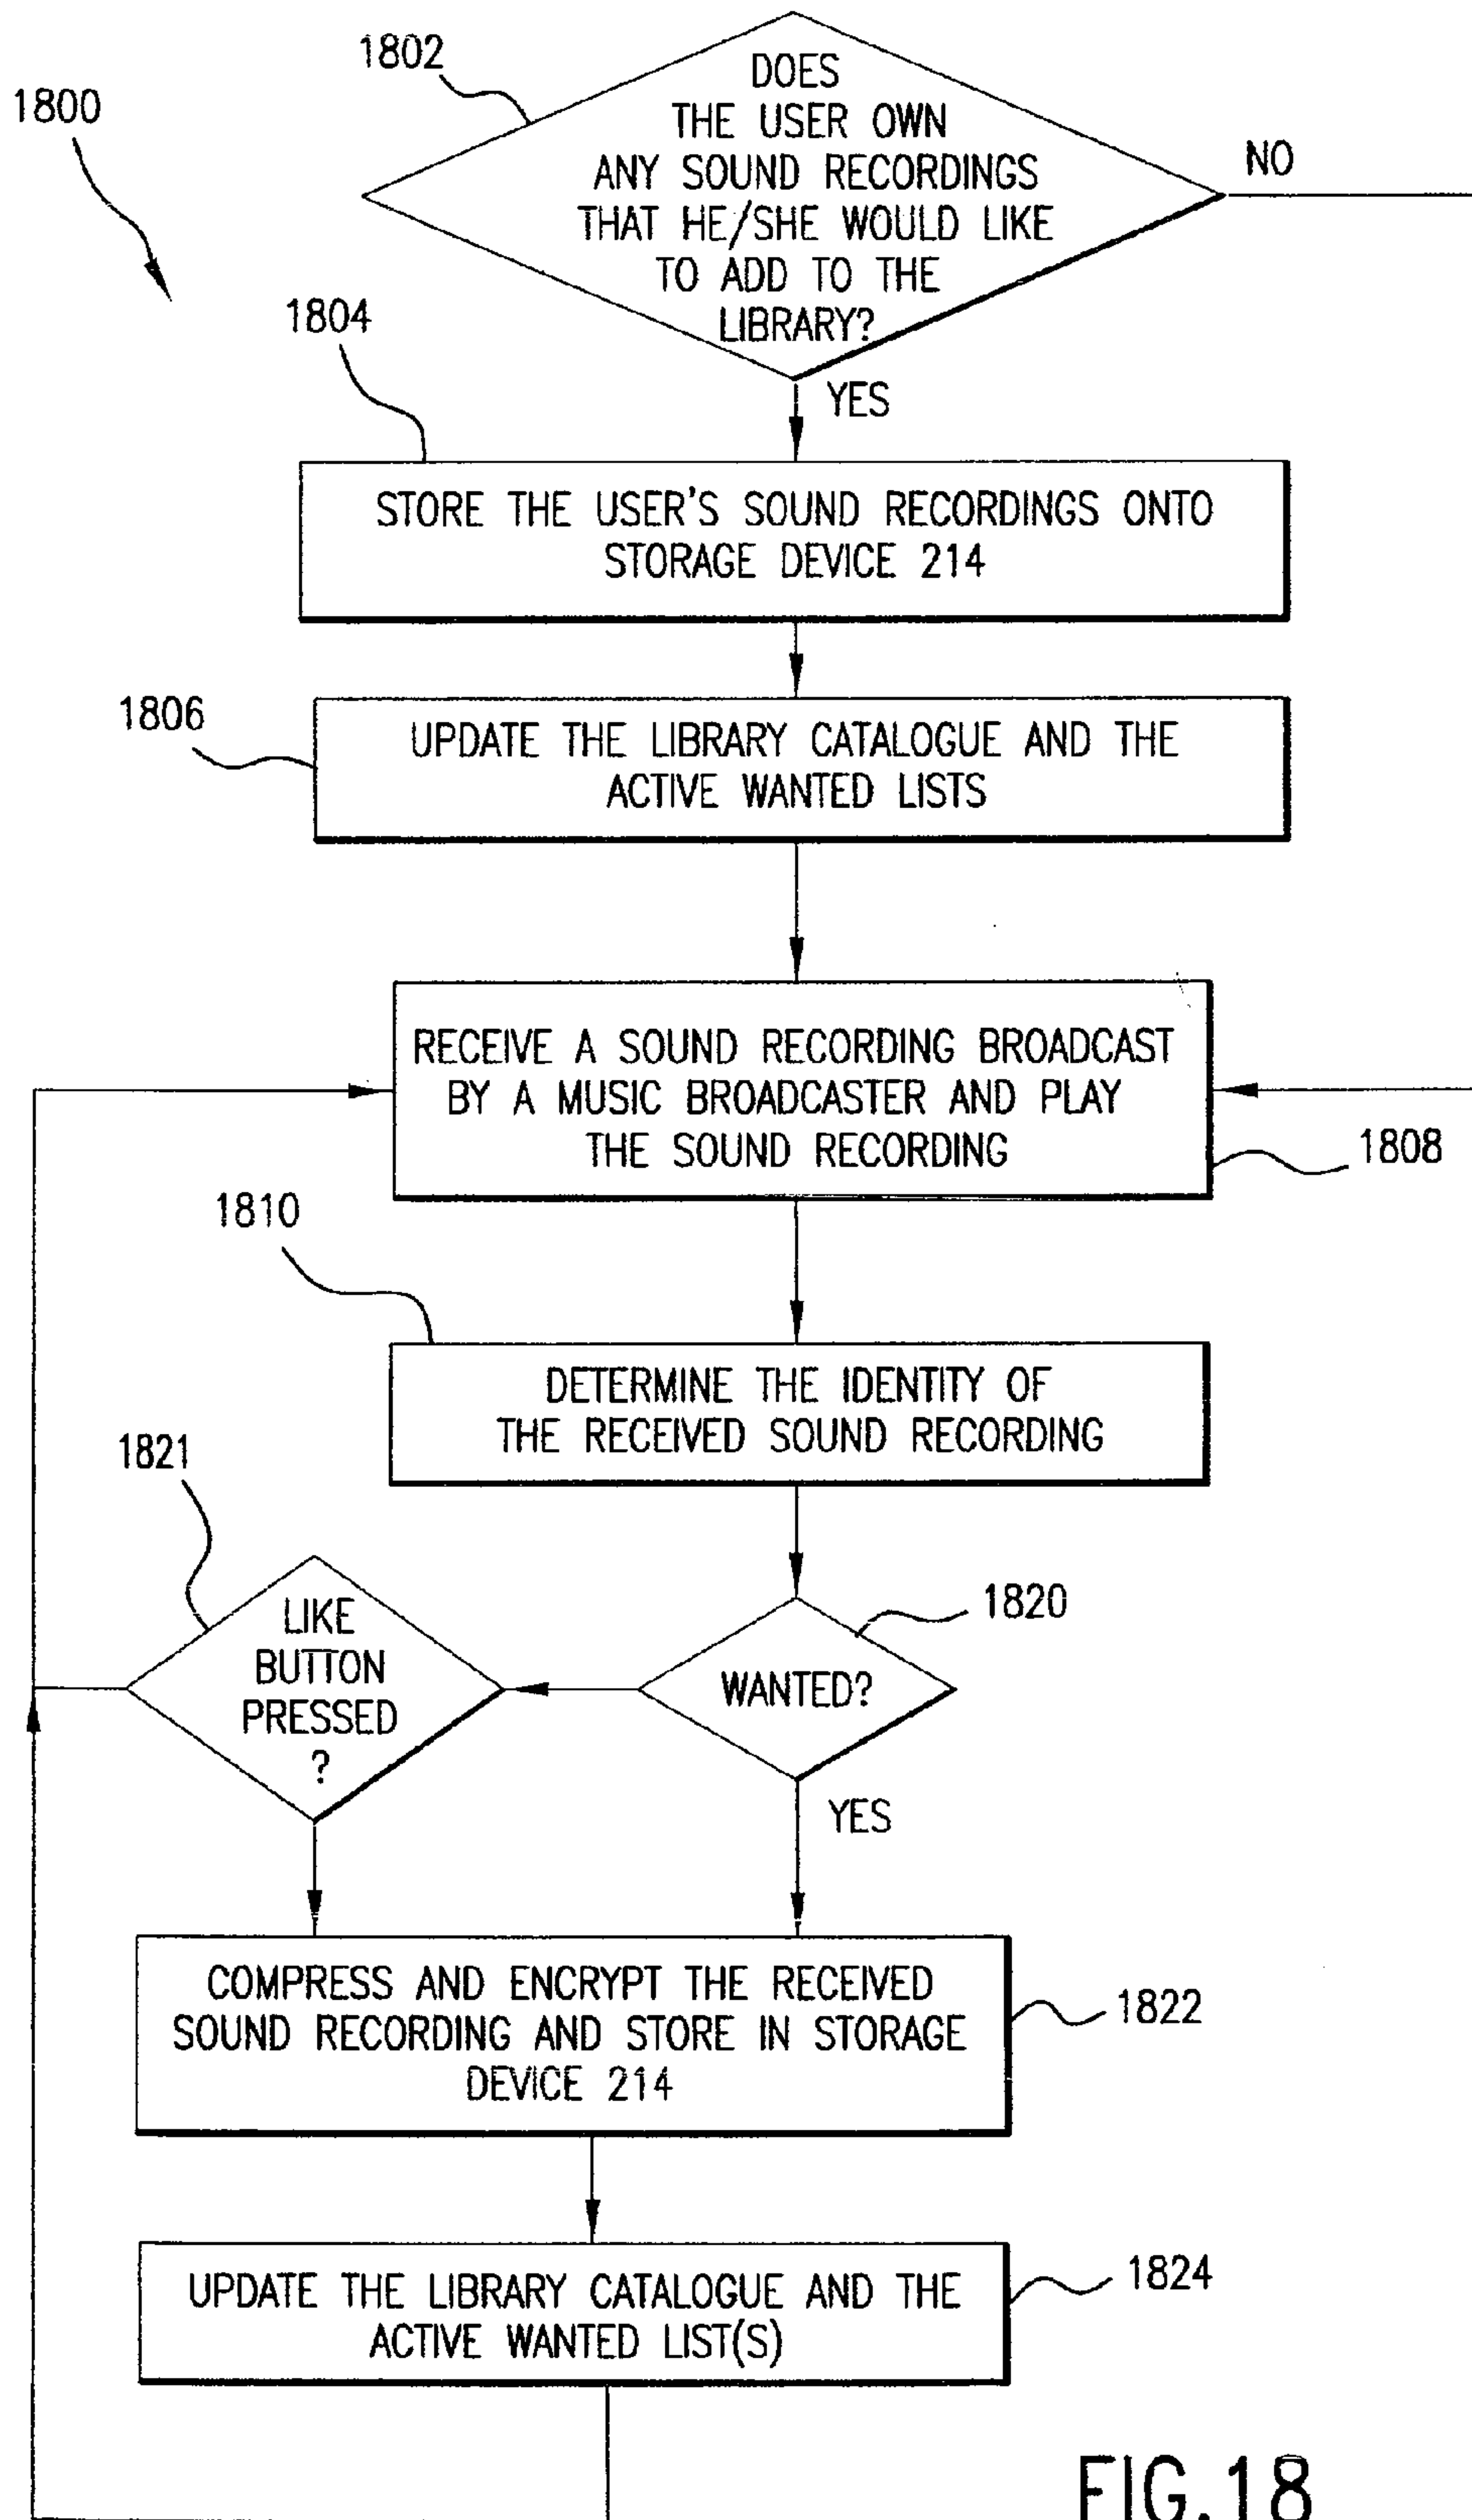 1800
1802
DOES
THE USER OWN
ANY SOUND RECORDINGS
THAT HE/SHE WOULD LIKE
TO ADD TO THE
LIBRARY?
NO
YES
1804
STORE THE USER'S SOUND RECORDINGS ONTO
STORAGE DEVICE 214
1806
UPDATE THE LIBRARY CATALOGUE AND THE
ACTIVE WANTED LISTS
RECEIVE A SOUND RECORDING BROADCAST
BY A MUSIC BROADCASTER AND PLAY
THE SOUND RECORDING
1808
1810
DETERMINE THE IDENTITY OF
THE RECEIVED SOUND RECORDING
1821
LIKE
BUTTON
PRESSED
?
1820
WANTED?
YES
COMPRESS AND ENCRYPT THE RECEIVED
SOUND RECORDING AND STORE IN STORAGE
DEVICE 214
1822
UPDATE THE LIBRARY CATALOGUE AND THE
ACTIVE WANTED LIST(S)
1824
FIG.18